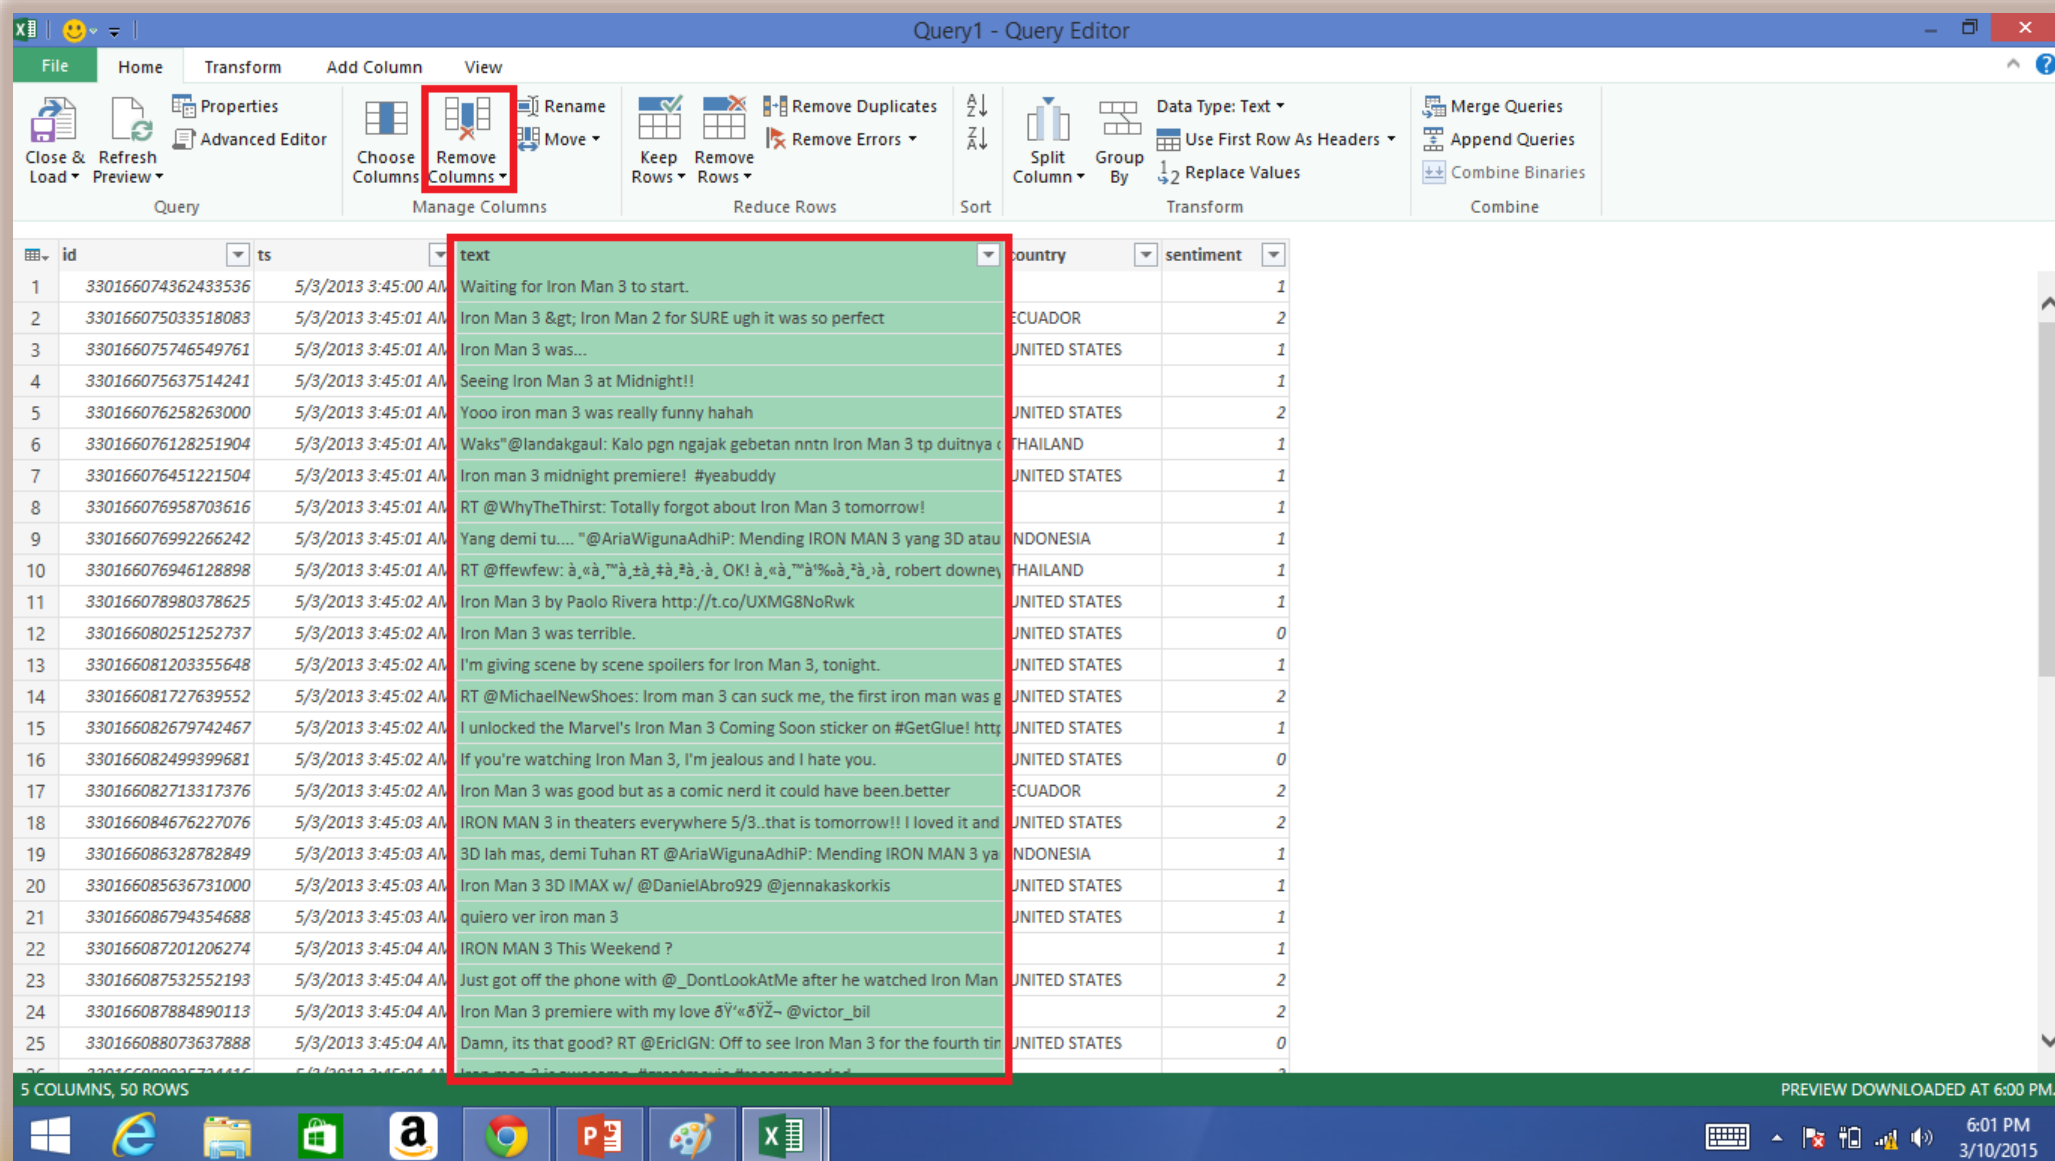 Query1 - Query Editor
File Home Transform Add Column View
Close & Load
Refresh Preview
Properties
Advanced Editor
Query
Choose Columns
Remove Columns
Rename
Move
Manage Columns
Keep Rows
Remove Rows
Remove Duplicates
Remove Errors
Reduce Rows
Sort
Split Column
Group By
Data Type: Text
Use First Row As Headers
Replace Values
Transform
Merge Queries
Append Queries
Combine Binaries
Combine
id ts text country sentiment
1 330166074362433536 5/3/2013 3:45:00 AM Waiting for Iron Man 3 to start. 1
2 330166075033518083 5/3/2013 3:45:01 AM Iron Man 3 &gt; Iron Man 2 for SURE ugh it was so perfect ECUADOR 2
3 330166075746549761 5/3/2013 3:45:01 AM Iron Man 3 was... UNITED STATES 1
4 330166075637514241 5/3/2013 3:45:01 AM Seeing Iron Man 3 at Midnight!! 1
5 330166076258263000 5/3/2013 3:45:01 AM Yooo iron man 3 was really funny hahah UNITED STATES 2
6 330166076128251904 5/3/2013 3:45:01 AM Waks"@landakgaul: Kalo pgn ngajak gebetan nntn Iron Man 3 tp duitnya THAILAND 1
7 330166076451221504 5/3/2013 3:45:01 AM Iron man 3 midnight premiere! #yeabuddy UNITED STATES 1
8 330166076958703616 5/3/2013 3:45:01 AM RT @WhyTheThirst: Totally forgot about Iron Man 3 tomorrow! 1
9 330166076992266242 5/3/2013 3:45:01 AM Yang demi tu.... "@AriaWigunaAdhiP: Mending IRON MAN 3 yang 3D atau INDONESIA 1
10 330166076946128898 5/3/2013 3:45:01 AM RT @ffewfew: OK! robert downey THAILAND 1
11 330166078980378625 5/3/2013 3:45:02 AM Iron Man 3 by Paolo Rivera http://t.co/UXMG8NoRwk UNITED STATES 1
12 330166080251252737 5/3/2013 3:45:02 AM Iron Man 3 was terrible. UNITED STATES 0
13 330166081203355648 5/3/2013 3:45:02 AM I'm giving scene by scene spoilers for Iron Man 3, tonight. UNITED STATES 1
14 330166081727639552 5/3/2013 3:45:02 AM RT @MichaelNewShoes: Irom man 3 can suck me, the first iron man was g UNITED STATES 2
15 330166082679742467 5/3/2013 3:45:02 AM I unlocked the Marvel's Iron Man 3 Coming Soon sticker on #GetGlue! http UNITED STATES 1
16 330166082499399681 5/3/2013 3:45:02 AM If you're watching Iron Man 3, I'm jealous and I hate you. UNITED STATES 0
17 330166082713317376 5/3/2013 3:45:02 AM Iron Man 3 was good but as a comic nerd it could have been.better ECUADOR 2
18 330166084676227076 5/3/2013 3:45:03 AM IRON MAN 3 in theaters everywhere 5/3..that is tomorrow!! I loved it and UNITED STATES 2
19 330166086328782849 5/3/2013 3:45:03 AM 3D lah mas, demi Tuhan RT @AriaWigunaAdhiP: Mending IRON MAN 3 ya INDONESIA 1
20 330166085636731000 5/3/2013 3:45:03 AM Iron Man 3 3D IMAX w/ @DanielAbro929 @jennakaskorkis UNITED STATES 1
21 330166086794354688 5/3/2013 3:45:03 AM quiero ver iron man 3 UNITED STATES 1
22 330166087201206274 5/3/2013 3:45:04 AM IRON MAN 3 This Weekend ? 1
23 330166087532552193 5/3/2013 3:45:04 AM Just got off the phone with @_DontLookAtMe after he watched Iron Man UNITED STATES 2
24 330166087884890113 5/3/2013 3:45:04 AM Iron Man 3 premiere with my love ðŸ‘«ðŸŽ¬ @victor_bil 2
25 330166088073637888 5/3/2013 3:45:04 AM Damn, its that good? RT @EricIGN: Off to see Iron Man 3 for the fourth tim UNITED STATES 0
5 COLUMNS, 50 ROWS
PREVIEW DOWNLOADED AT 6:00 PM.
6:01 PM
3/10/2015